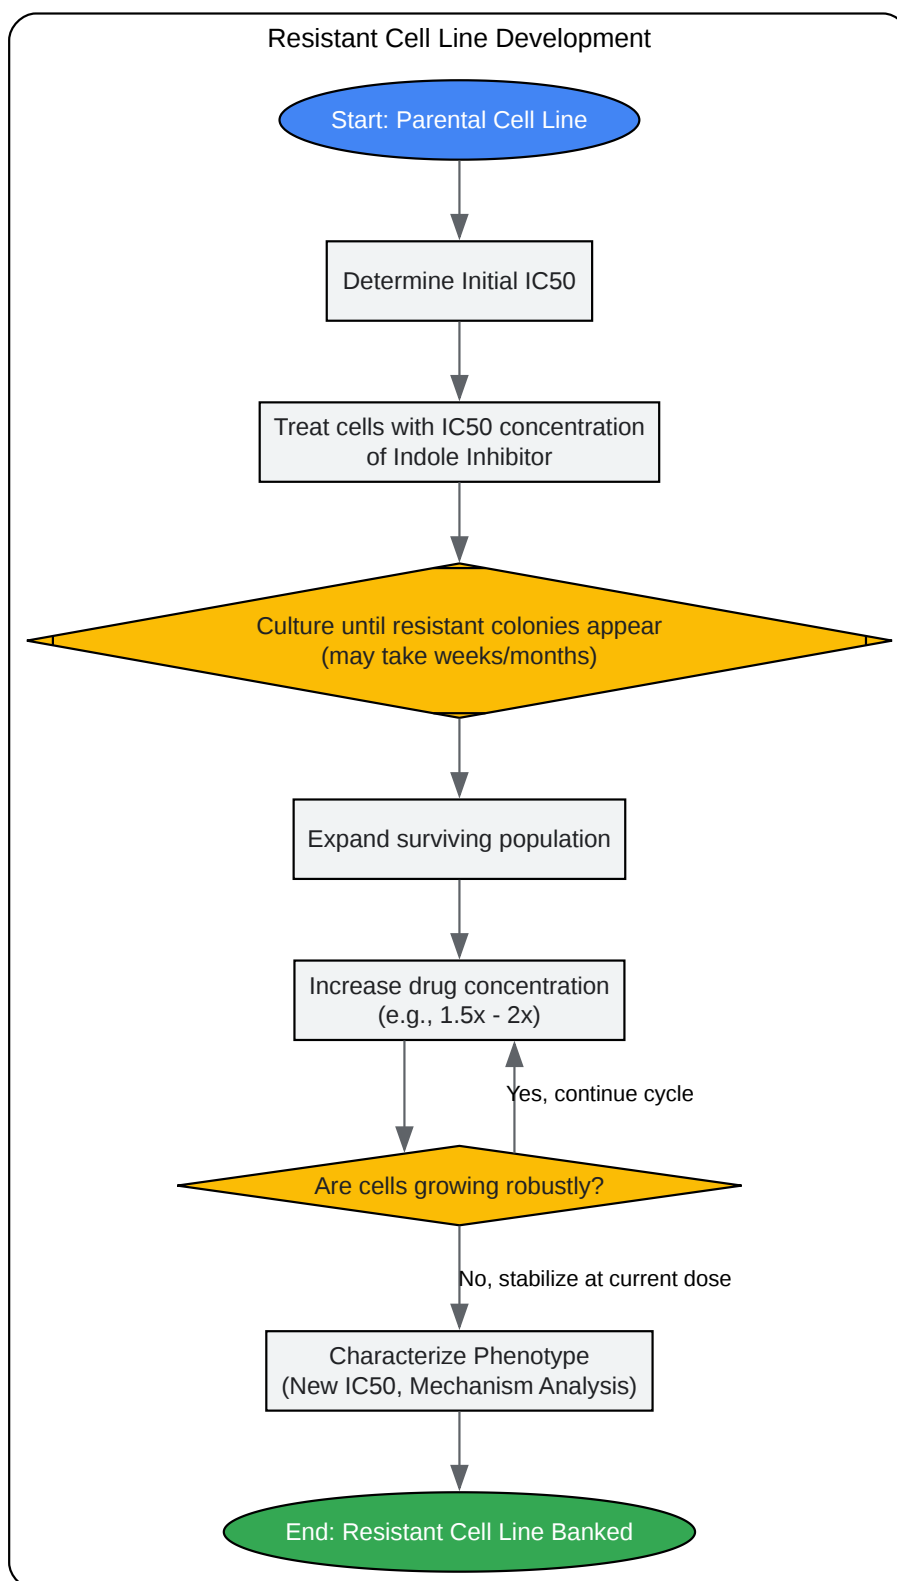 Resistant Cell Line Development
Start: Parental Cell Line
Determine Initial IC50
Treat cells with IC50 concentration
of Indole Inhibitor
Culture until resistant colonies appear
(may take weeks/months)
Expand surviving population
Increase drug concentration
(e.g., 1.5x - 2x)
Yes, continue cycle
Are cells growing robustly?
No, stabilize at current dose
Characterize Phenotype
(New IC50, Mechanism Analysis)
End: Resistant Cell Line Banked